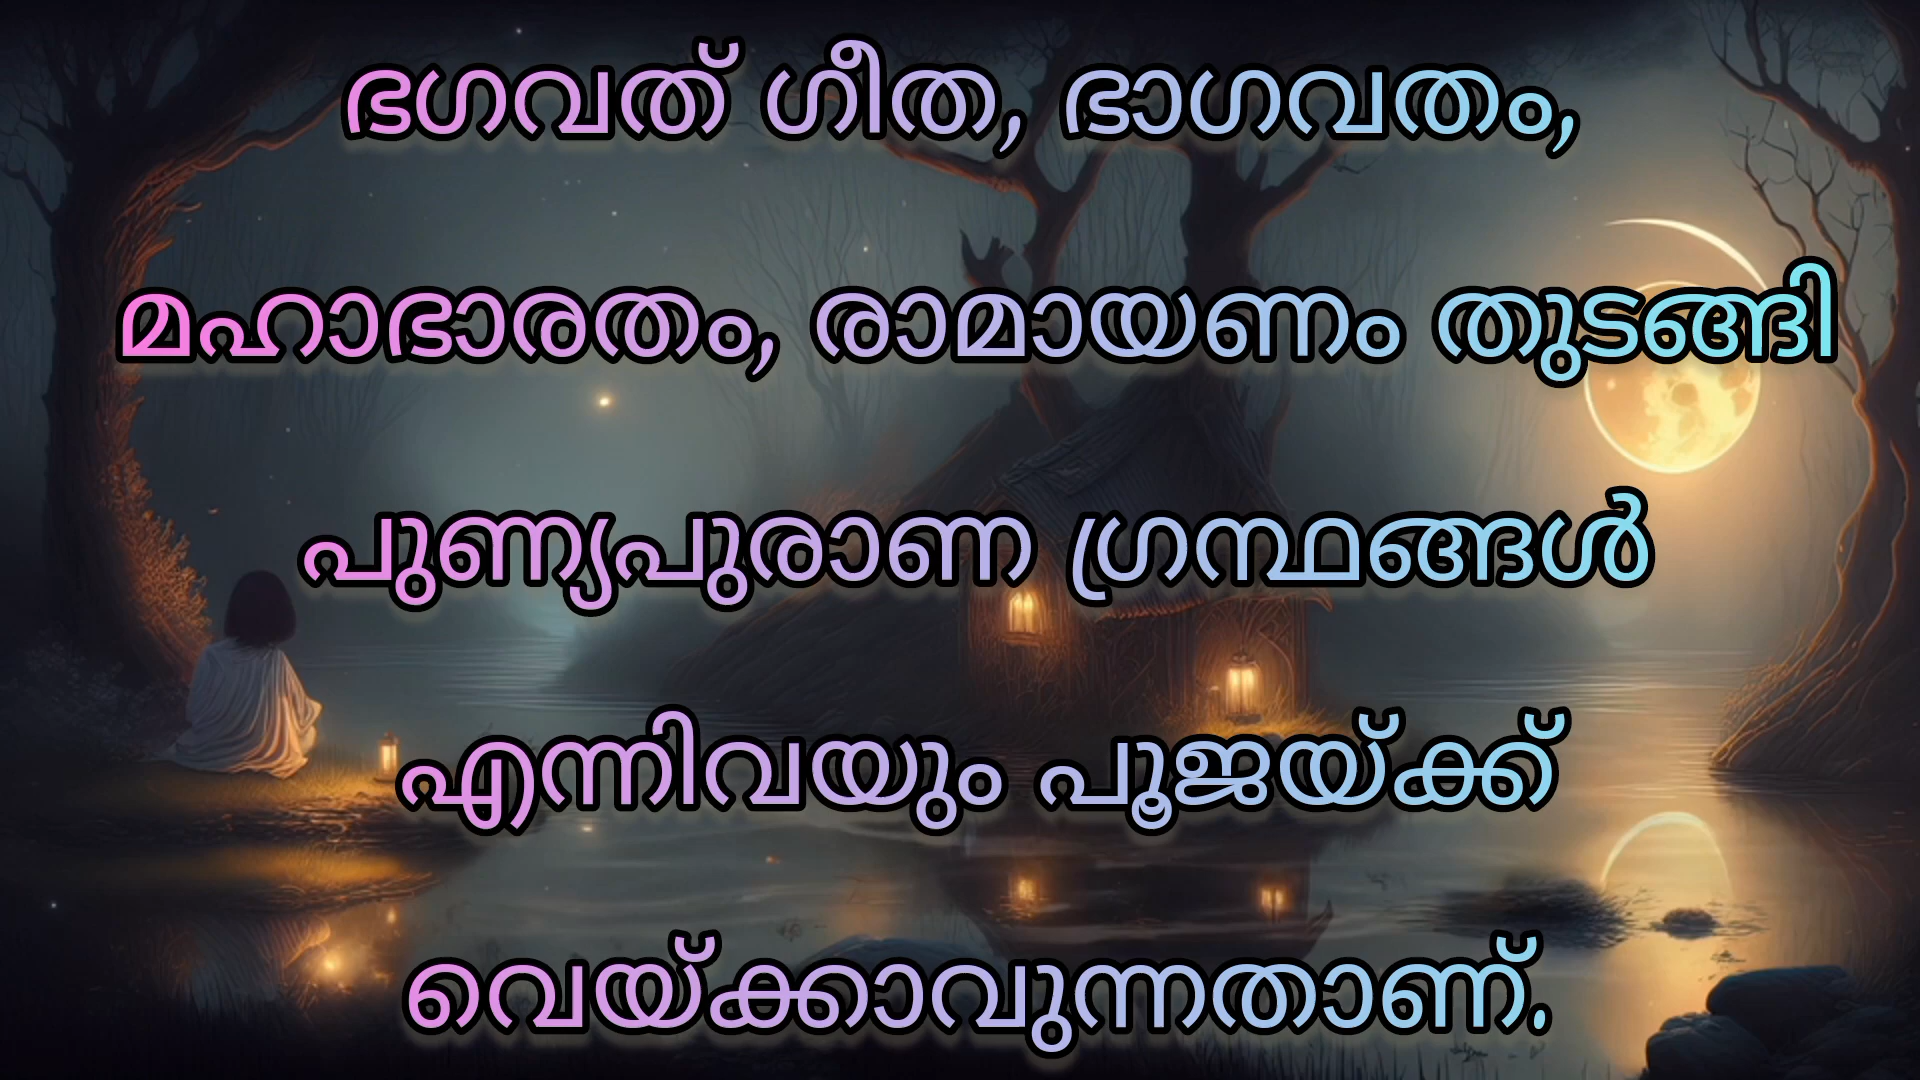 ഭഗവത് ഗീത, ഭാഗവതം,
മഹാഭാരതം, രാമായണം തുടങ്ങി
പുണ്യപുരാണ ഗ്രന്ഥങ്ങൾ
എന്നിവയും പൂജയ്ക്ക്
വെയ്ക്കാവുന്നതാണ്.